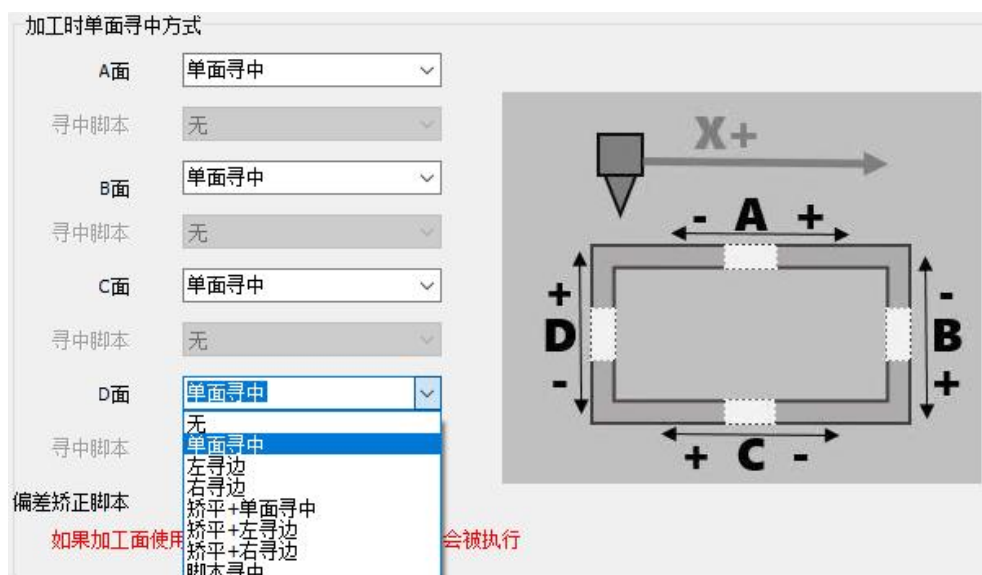 加工时单面寻中方式
A面 单面寻中
寻中脚本 无
B面 单面寻中
寻中脚本 无
C面 单面寻中
寻中脚本 无
D面 单面寻中
无
单面寻中
寻中脚本
左寻边
右寻边
偏差矫正脚本
矫平+单面寻中
矫平+左寻边
如果加工面使用
会被执行
矫平+右寻边
脚本寻中
X+
- A +
+ D -
- B +
+ C -